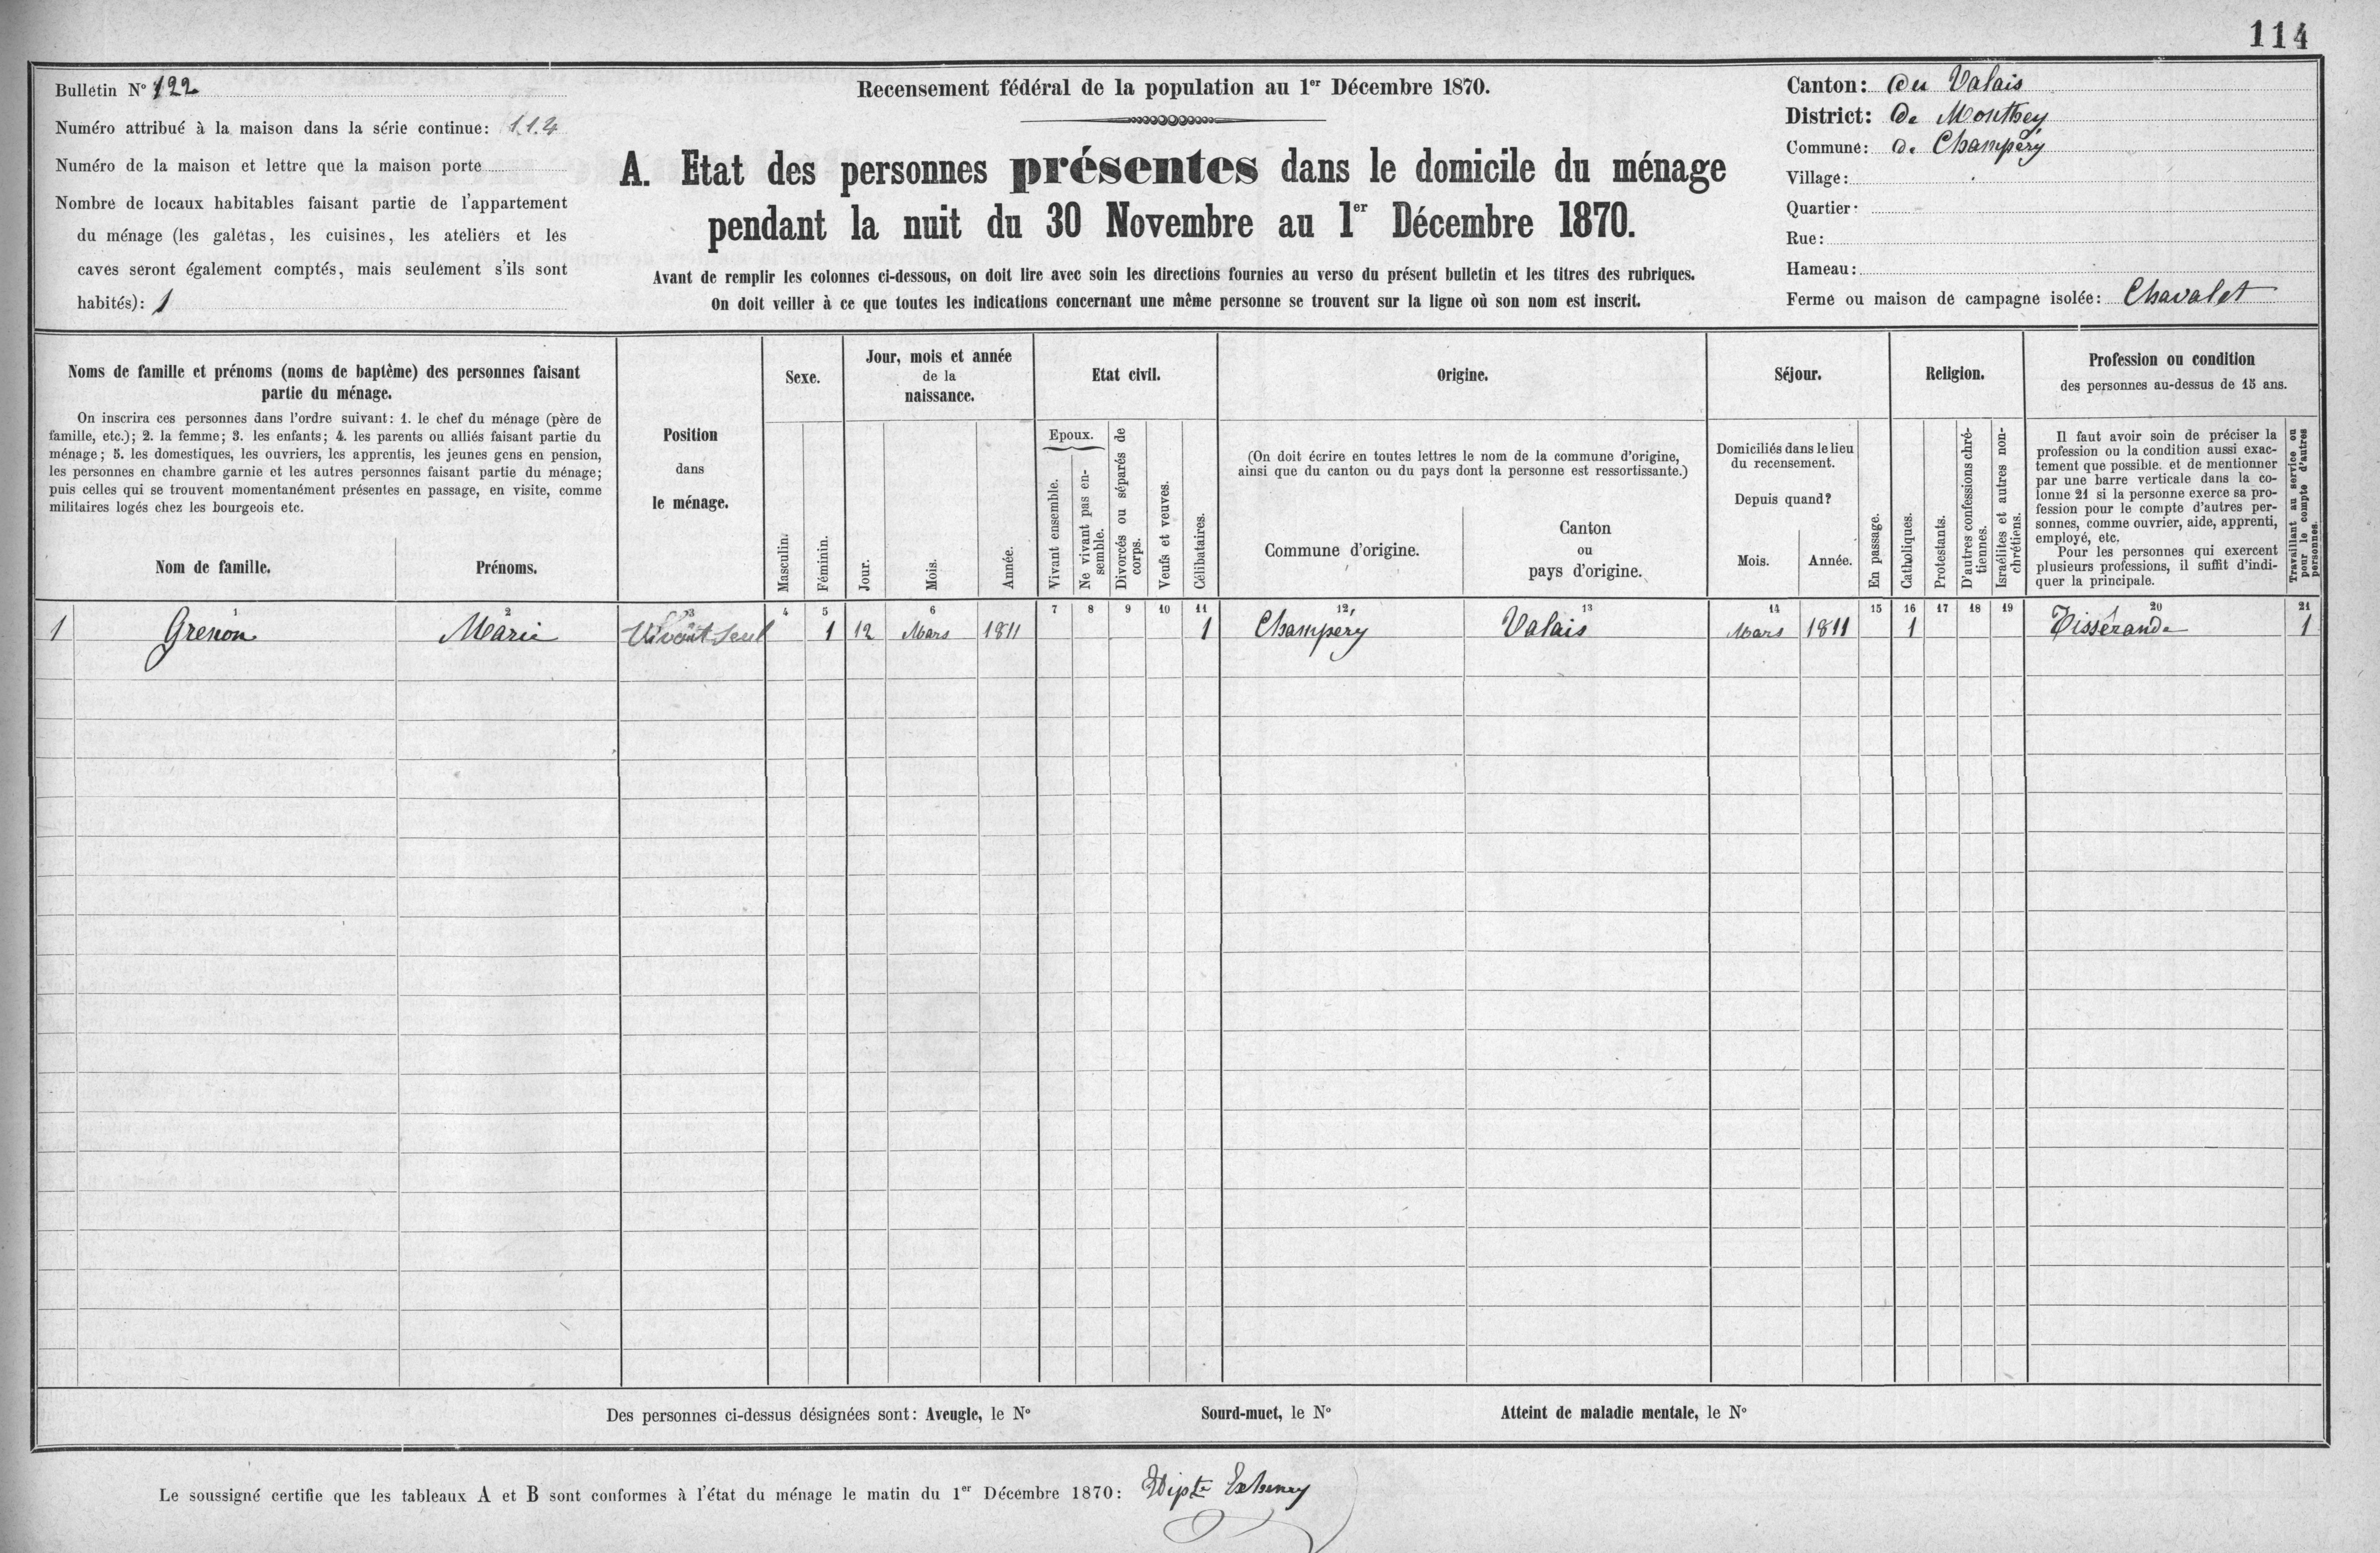 114
Bulletin Nº 122
Numéro attribué à la maison dans la série continue: 114
Numéro de la maison et lettre que la maison porte
Nombre de locaux habitables faisant partie de l'appartement
du ménage (les galetas, les cuisines, les ateliers et les
caves seront également comptés, mais seulement s'ils sont
habités): 1
Recensement fédéral de la population au 1er Décembre 1870.
A. Etat des personnes présentes dans le domicile du ménage
pendant la nuit du 30 Novembre au 1er Décembre 1870.
Avant de remplir les colonnes ci-dessous, on doit lire avec soin les directions fournies au verso du présent bulletin et les titres des rubriques.
On doit veiller à ce que toutes les indications concernant une même personne se trouvent sur la ligne où son nom est inscrit.
Canton: du Valais
District: de Monthey
Commune: de Champéry
Village:
Quartier:
Rue:
Hameau:
Ferme ou maison de campagne isolée: Chavalet
Noms de famille et prénoms (noms de baptême) des personnes faisant
partie du ménage.
On inscrira ces personnes dans l'ordre suivant: 1. le chef du ménage (père de
famille, etc.); 2. la femme; 3. les enfants; 4. les parents ou alliés faisant partie du
ménage; 5. les domestiques, les ouvriers, les apprentis, les jeunes gens en pension,
les personnes en chambre garnie et les autres personnes faisant partie du ménage;
puis celles qui se trouvent momentanément présentes en passage, en visite, comme
militaires logés chez les bourgeois etc.
Nom de famille.
Prénoms.
Position
dans
le ménage.
Sexe.
Masculin.
Féminin.
Jour, mois et année
de la
naissance.
Jour.
Mois.
Année.
Etat civil.
Epoux.
Vivant ensemble.
Ne vivant pas en-
semble.
Divorcés ou séparés de
corps.
Veufs et veuves.
Célibataires.
Origine.
(On doit écrire en toutes lettres le nom de la commune d'origine,
ainsi que du canton ou du pays dont la personne est ressortissante.)
Commune d'origine.
Canton
ou
pays d'origine.
Séjour.
Domiciliés dans le lieu
du recensement.
Depuis quand?
Mois.
Année.
En passage.
Religion.
Catholiques.
Protestants.
D'autres confessions chré-
tiennes.
Israélites et autres non-
chrétiens.
Profession ou condition
des personnes au-dessus de 15 ans.
Il faut avoir soin de préciser la
profession ou la condition aussi exac-
tement que possible. et de mentionner
par une barre verticale dans la co-
lonne 21 si la personne exerce sa pro-
fession pour le compte d'autres per-
sonnes, comme ouvrier, aide, apprenti,
employé, etc.
Pour les personnes qui exercent
plusieurs professions, il suffit d'indi-
quer la principale.
Travaillant au service ou
pour le compte d'autres
personnes.
1 2 3 4 5 6 7 8 9 10 11 12 13 14 15 16 17 18 19 20 21
1 Grenon Marie Vivant seul 1 12 Mars 1811 1 Champéry Valais Mars 1811 1 Tisserande 1
Des personnes ci-dessus désignées sont: Aveugle, le Nº Sourd-muet, le Nº Atteint de maladie mentale, le Nº
Le soussigné certifie que les tableaux A et B sont conformes à l'état du ménage le matin du 1er Décembre 1870: